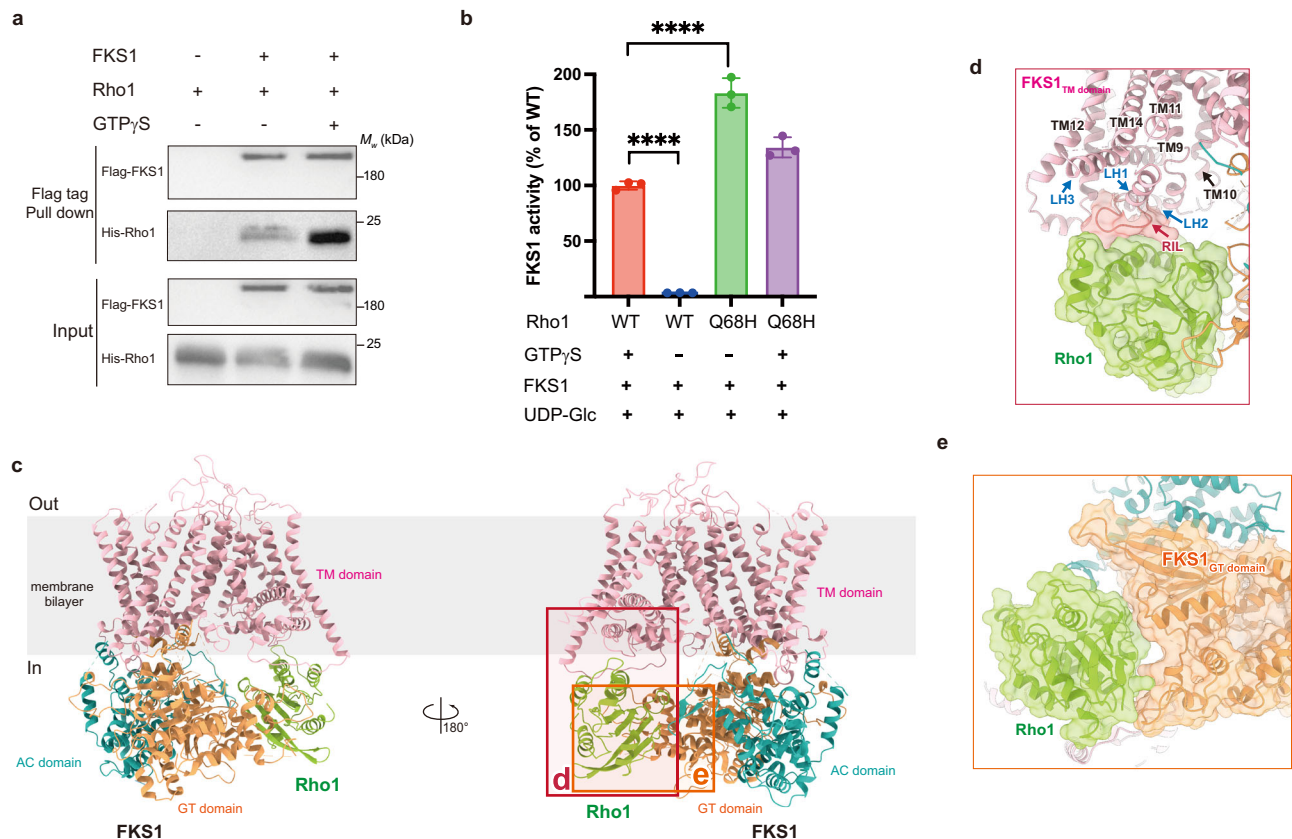 a
FKS1 - + +
Rho1 + + +
GTPγS - - +
Mw (kDa)
Flag tag
Pull down
Flag-FKS1
180
His-Rho1
25
Input
Flag-FKS1
180
His-Rho1
25
b
****
****
FKS1 activity (% of WT)
200
150
100
50
Rho1 WT WT Q68H Q68H
GTPγS + - - +
FKS1 + + + +
UDP-Glc + + + +
c
Out
membrane
bilayer
In
TM domain
AC domain
GT domain
Rho1
FKS1
180°
TM domain
d
e
AC domain
Rho1
GT domain
FKS1
d
FKS1TM domain
TM11
TM12
TM14
TM9
LH1
TM10
LH3
LH2
RIL
Rho1
e
FKS1GT domain
Rho1